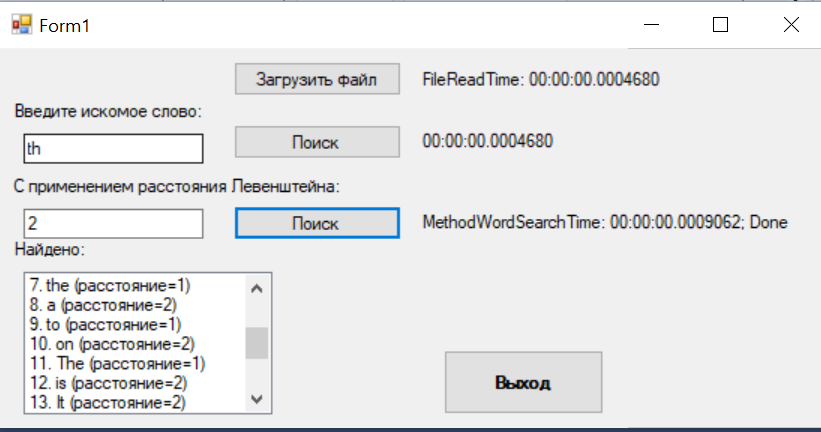 Form1
Загрузить файл FileReadTime: 00:00:00.0004680
Введите искомое слово:
th Поиск 00:00:00.0004680
С применением расстояния Левенштейна:
2 Поиск MethodWordSearchTime: 00:00:00.0009062; Done
Найдено:
7. the (расстояние=1)
8. a (расстояние=2)
9. to (расстояние=1)
10. on (расстояние=2)
11. The (расстояние=1)
12. is (расстояние=2)
13. It (расстояние=2)
Выход